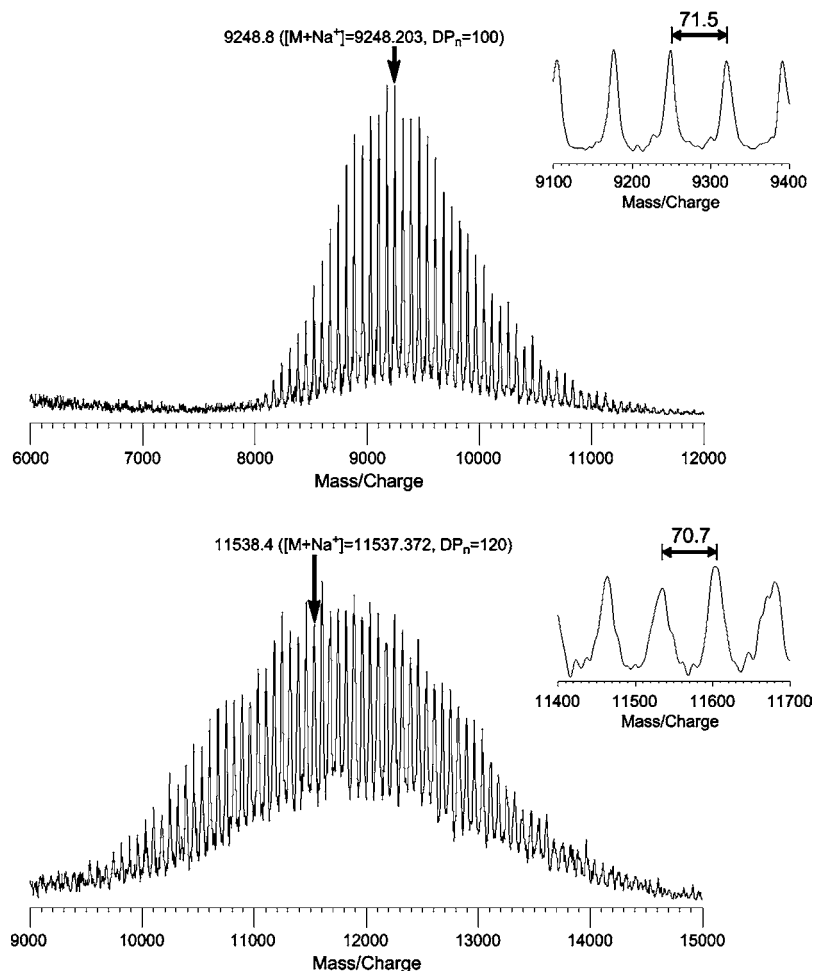 9248.8 ([M+Na⁺]=9248.203, DPₙ=100)
71.5
9100 9200 9300 9400
Mass/Charge
6000 7000 8000 9000 10000 11000 12000
Mass/Charge
11538.4 ([M+Na⁺]=11537.372, DPₙ=120)
70.7
11400 11500 11600 11700
Mass/Charge
9000 10000 11000 12000 13000 14000 15000
Mass/Charge